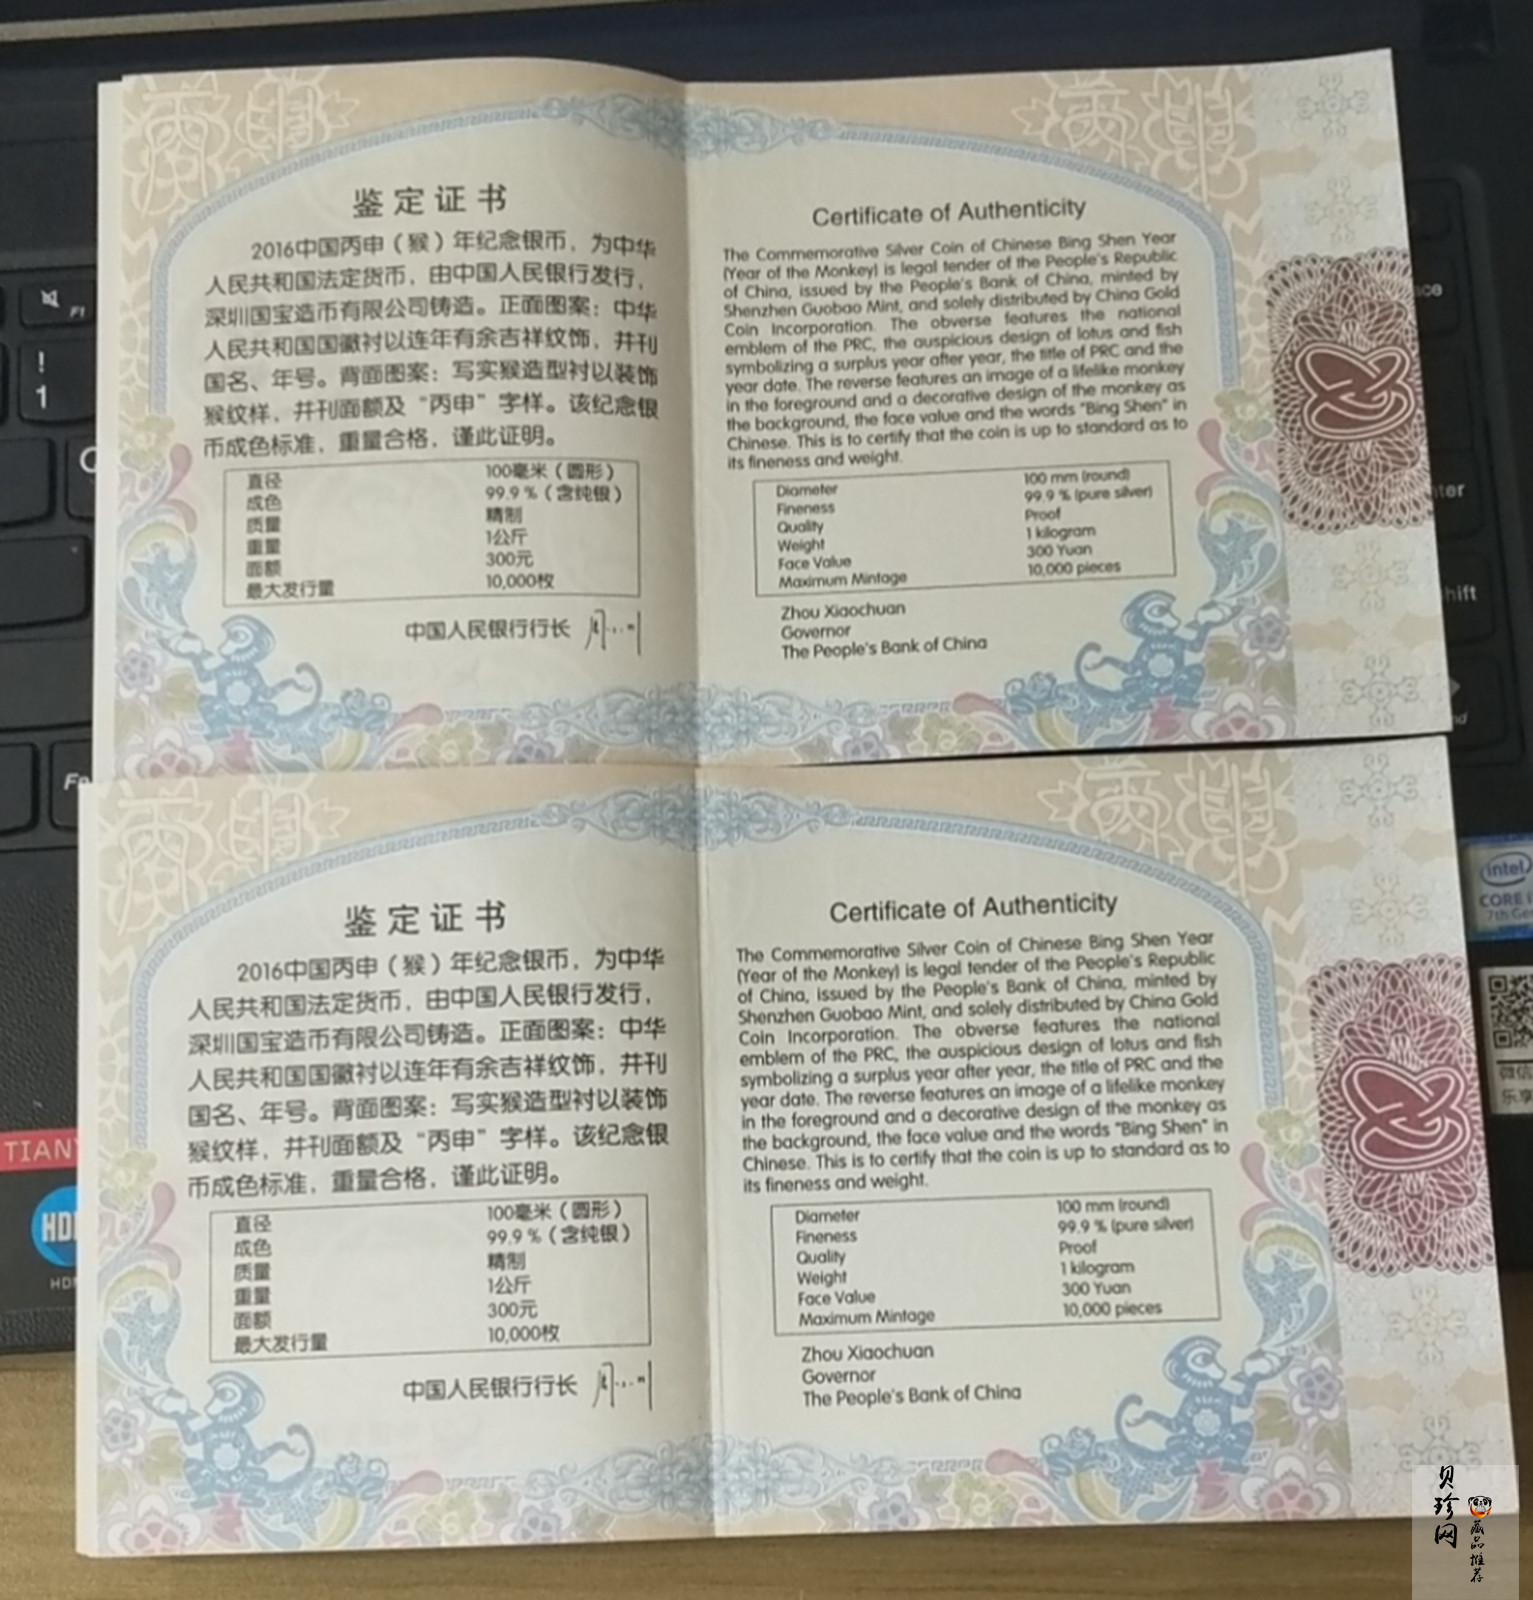 鉴定证书
2016中国丙申（猴）年纪念银币，为中华
人民共和国法定货币，由中国人民银行发行，
深圳国宝造币有限公司铸造。正面图案：中华
人民共和国国徽衬以连年有余吉祥纹饰，并刊
国名、年号。背面图案：写实猴造型衬以装饰
猴纹样，并刊面额及“丙申”字样。该纪念银
币成色标准，重量合格，谨此证明。
直径 100毫米（圆形）
成色 99.9％（含纯银）
质量 精制
重量 1公斤
面额 300元
最大发行量 10,000枚
中国人民银行行长
Certificate of Authenticity
The Commemorative Silver Coin of Chinese Bing Shen Year
(Year of the Monkey) is legal tender of the People's Republic
of China, issued by the People's Bank of China, minted by
Shenzhen Guobao Mint, and solely distributed by China Gold
Coin Incorporation. The obverse features the national
emblem of the PRC, the auspicious design of lotus and fish
symbolizing a surplus year after year, the title of PRC and the
year date. The reverse features an image of a lifelike monkey
in the foreground and a decorative design of the monkey as
the background, the face value and the words "Bing Shen" in
Chinese. This is to certify that the coin is up to standard as to
its fineness and weight.
Diameter 100 mm (round)
Fineness 99.9 % (pure silver)
Quality Proof
Weight 1 kilogram
Face Value 300 Yuan
Maximum Mintage 10,000 pieces
Zhou Xiaochuan
Governor
The People's Bank of China
鉴定证书
2016中国丙申（猴）年纪念银币，为中华
人民共和国法定货币，由中国人民银行发行，
深圳国宝造币有限公司铸造。正面图案：中华
人民共和国国徽衬以连年有余吉祥纹饰，并刊
国名、年号。背面图案：写实猴造型衬以装饰
猴纹样，并刊面额及“丙申”字样。该纪念银
币成色标准，重量合格，谨此证明。
直径 100毫米（圆形）
成色 99.9％（含纯银）
质量 精制
重量 1公斤
面额 300元
最大发行量 10,000枚
中国人民银行行长
Certificate of Authenticity
The Commemorative Silver Coin of Chinese Bing Shen Year
(Year of the Monkey) is legal tender of the People's Republic
of China, issued by the People's Bank of China, minted by
Shenzhen Guobao Mint, and solely distributed by China Gold
Coin Incorporation. The obverse features the national
emblem of the PRC, the auspicious design of lotus and fish
symbolizing a surplus year after year, the title of PRC and the
year date. The reverse features an image of a lifelike monkey
in the foreground and a decorative design of the monkey as
the background, the face value and the words "Bing Shen" in
Chinese. This is to certify that the coin is up to standard as to
its fineness and weight.
Diameter 100 mm (round)
Fineness 99.9 % (pure silver)
Quality Proof
Weight 1 kilogram
Face Value 300 Yuan
Maximum Mintage 10,000 pieces
Zhou Xiaochuan
Governor
The People's Bank of China
F1
!
1
intel
CORE
7th Gen
微信
乐享
TIAN
HD
贝珍网
藏品推荐